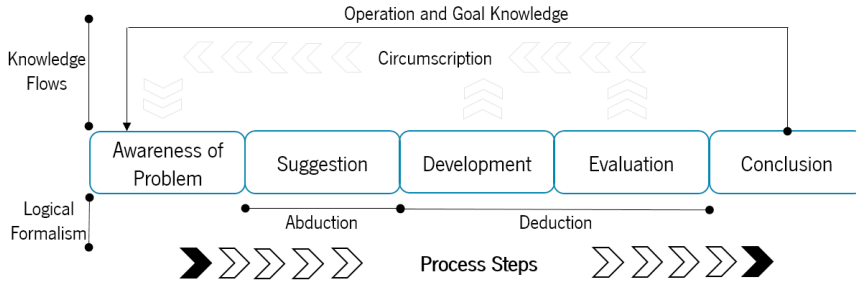 Operation and Goal Knowledge
Knowledge
Flows
Circumscription
Awareness of
Problem
Suggestion
Development
Evaluation
Conclusion
Logical
Formalism
Abduction
Deduction
Process Steps